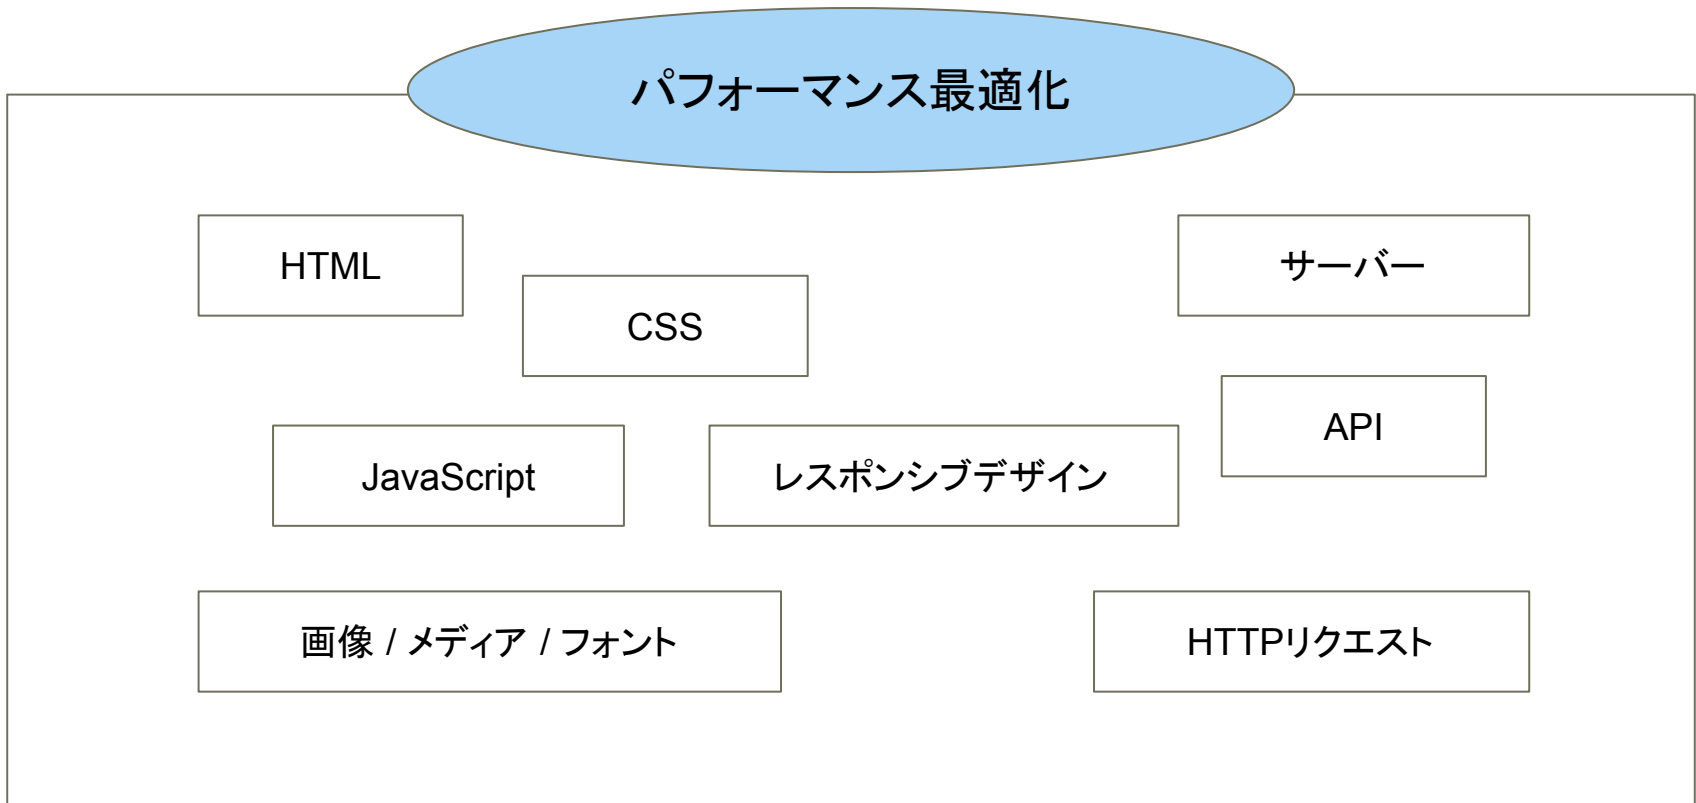 パフォーマンス最適化
HTML
サーバー
CSS
API
JavaScript
レスポンシブデザイン
画像 / メディア / フォント
HTTPリクエスト